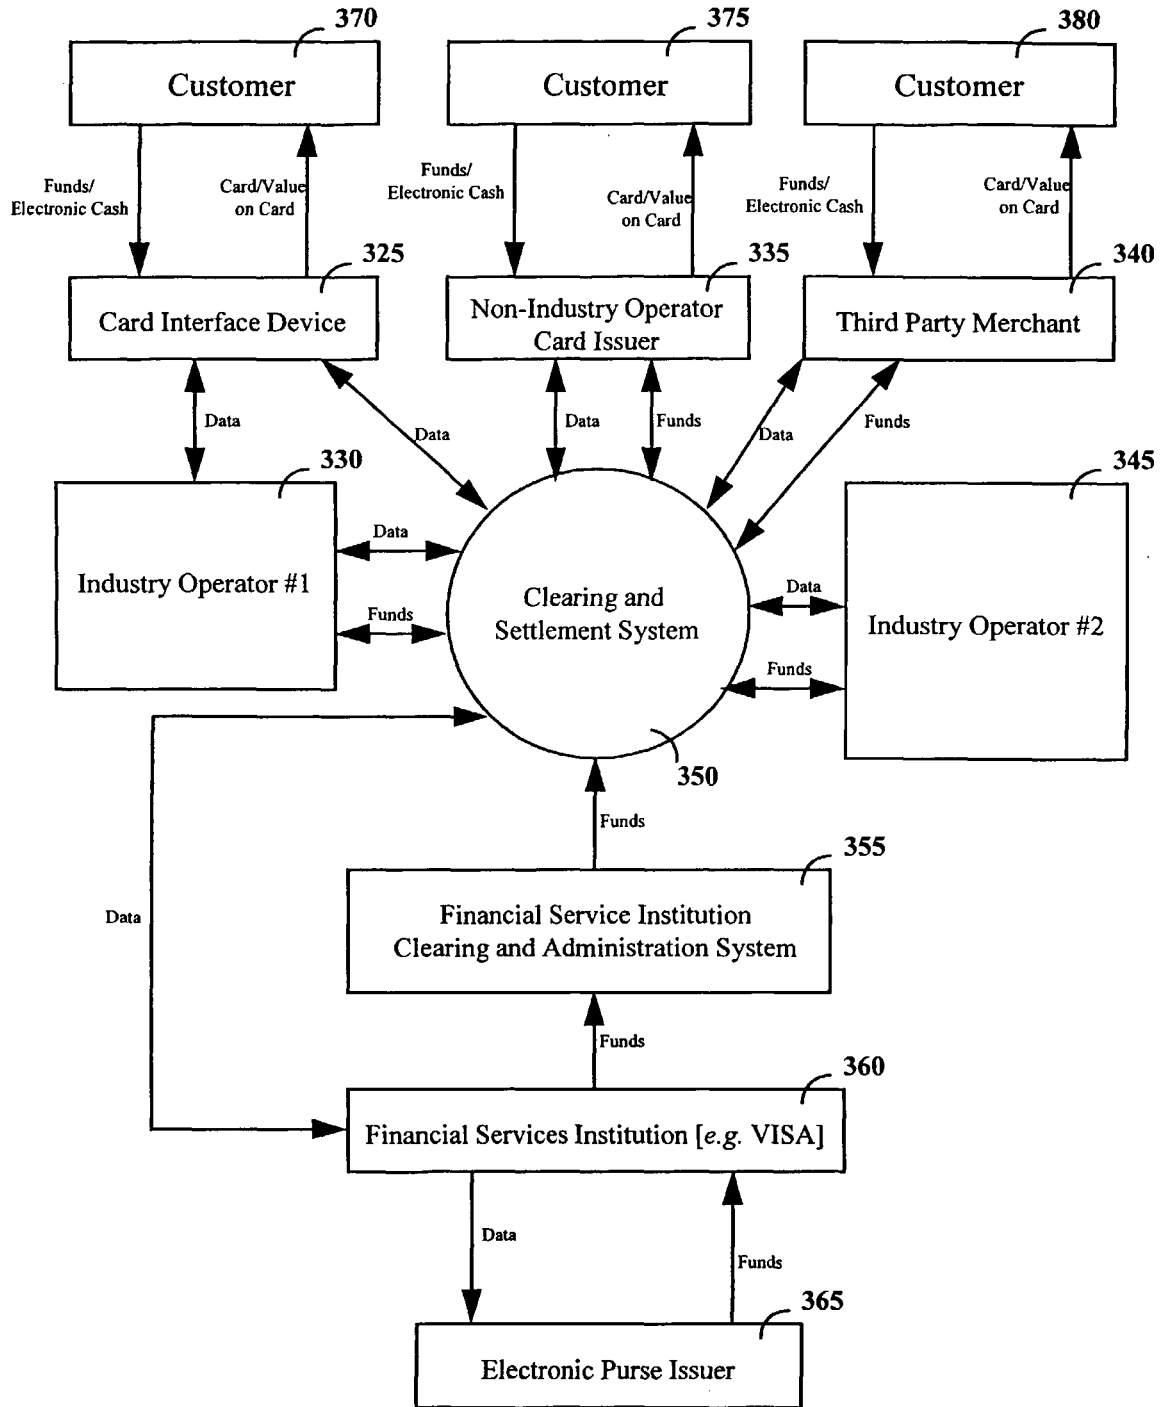 370
375
380
Customer
Customer
Customer
Funds/
Electronic Cash
Card/Value
on Card
Funds/
Electronic Cash
Card/Value
on Card
Funds/
Electronic Cash
Card/Value
on Card
325
335
340
Card Interface Device
Non-Industry Operator
Card Issuer
Third Party Merchant
Data
Data
Data
Funds
Data
Funds
330
345
Industry Operator #1
Data
Funds
Clearing and
Settlement System
Data
Funds
Industry Operator #2
350
Funds
355
Data
Financial Service Institution
Clearing and Administration System
Funds
360
Financial Services Institution [e.g. VISA]
Data
Funds
365
Electronic Purse Issuer